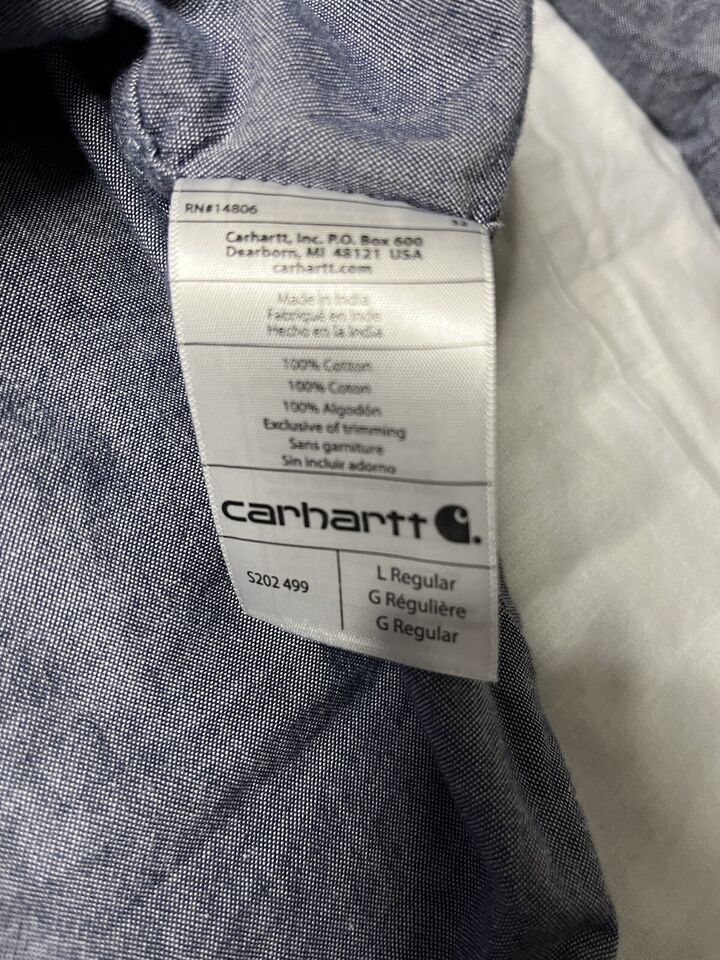 RN#14806
Carhartt, Inc. P.O. Box 600
Dearborn, MI 48121 USA
carhartt.com
Made in India
Fabriqué en Inde
Hecho en la India
100% Cotton
100% Coton
100% Algodón
Exclusive of trimming
Sans garniture
Sin incluir adorno
carhartt
S202 499
L Regular
G Régulière
G Regular